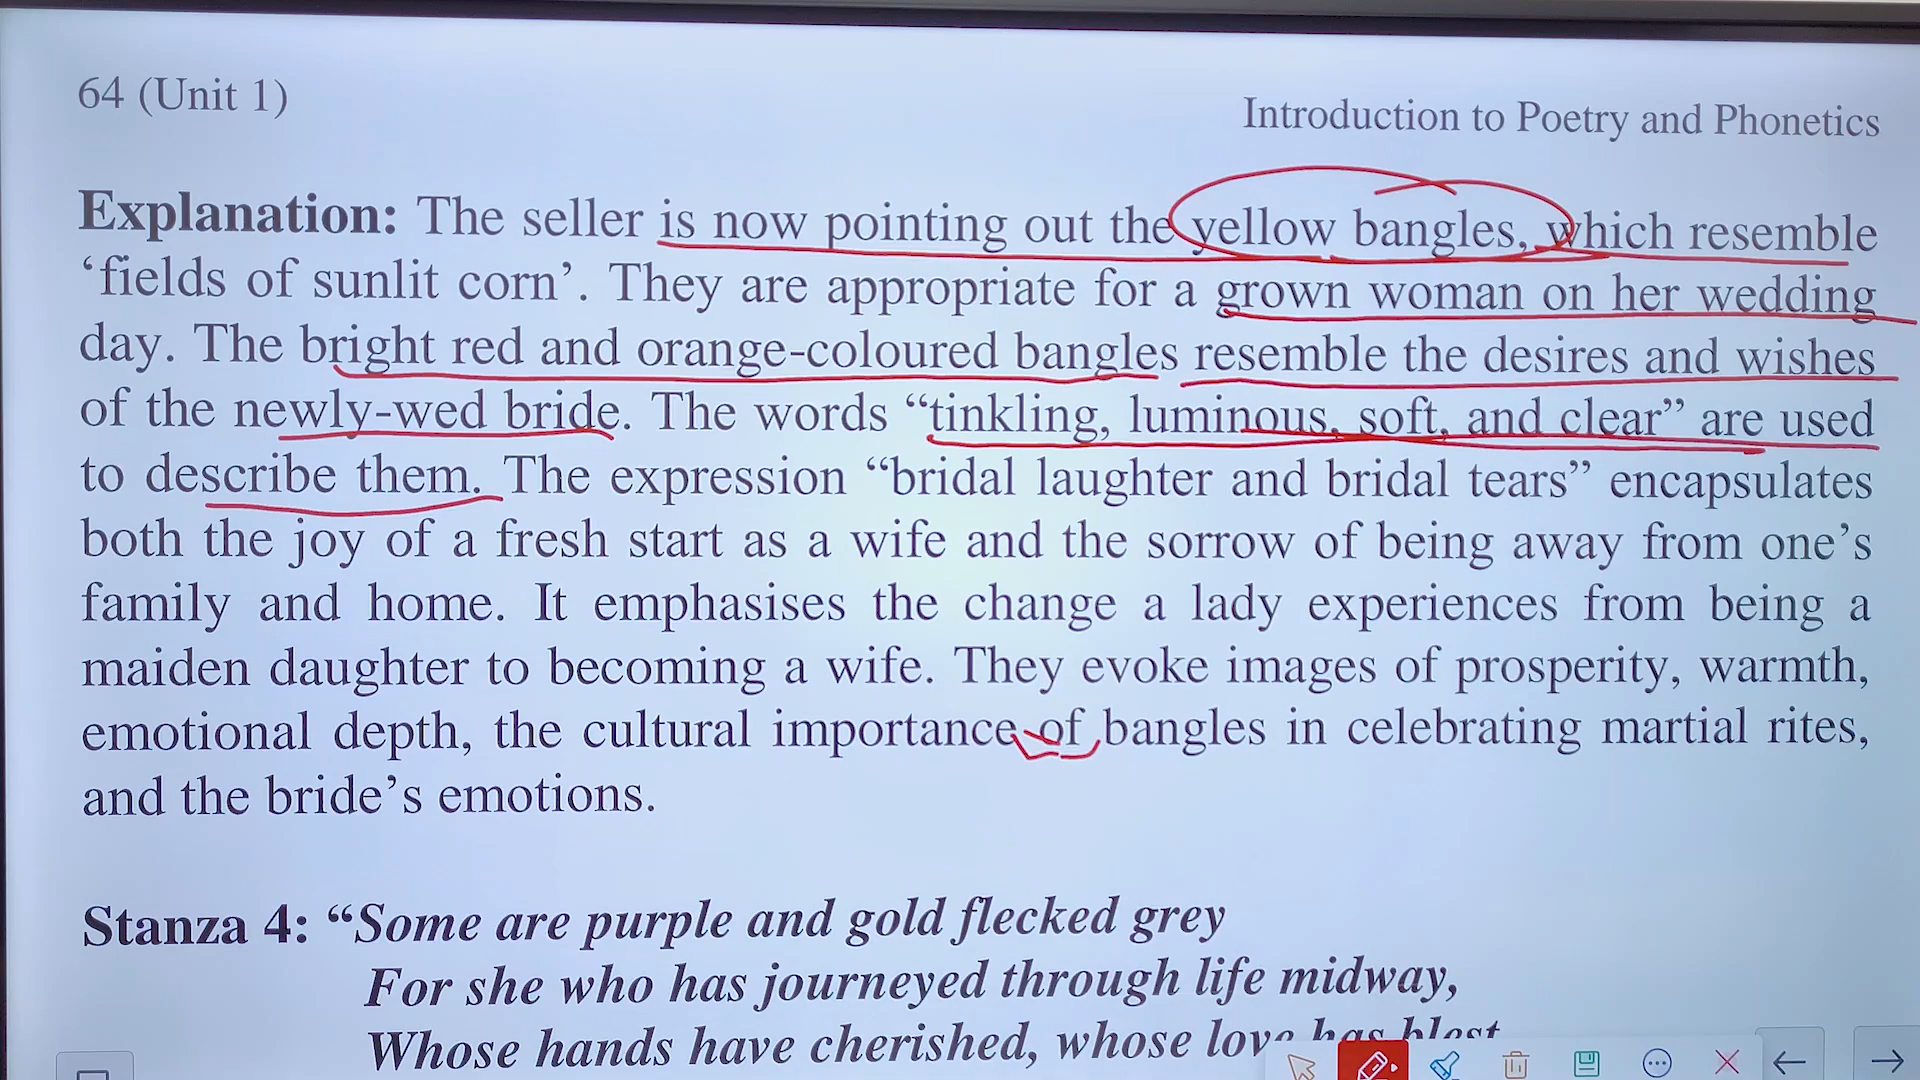 64 (Unit 1)
Introduction to Poetry and Phonetics
Explanation: The seller is now pointing out the yellow bangles, which resemble
‘fields of sunlit corn’. They are appropriate for a grown woman on her wedding
day. The bright red and orange-coloured bangles resemble the desires and wishes
of the newly-wed bride. The words “tinkling, luminous, soft, and clear” are used
to describe them. The expression “bridal laughter and bridal tears” encapsulates
both the joy of a fresh start as a wife and the sorrow of being away from one’s
family and home. It emphasises the change a lady experiences from being a
maiden daughter to becoming a wife. They evoke images of prosperity, warmth,
emotional depth, the cultural importance of bangles in celebrating martial rites,
and the bride’s emotions.
Stanza 4: “Some are purple and gold flecked grey
For she who has journeyed through life midway,
Whose hands have cherished, whose love has blest